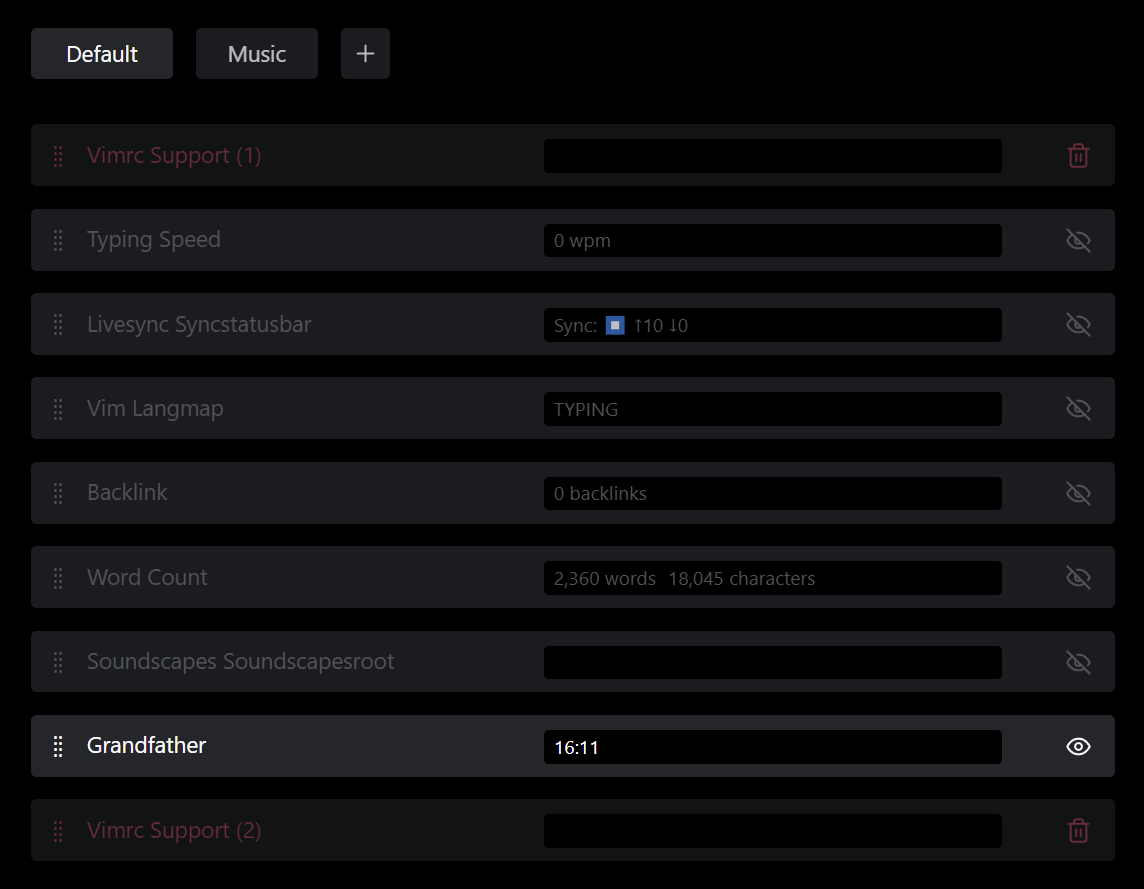 Default Music +
Vimrc Support (1)
Typing Speed 0 wpm
Livesync Syncstatusbar Sync: ⏹️ ↑10 ↓0
Vim Langmap TYPING
Backlink 0 backlinks
Word Count 2,360 words 18,045 characters
Soundscapes Soundscapesroot
Grandfather 16:11
Vimrc Support (2)